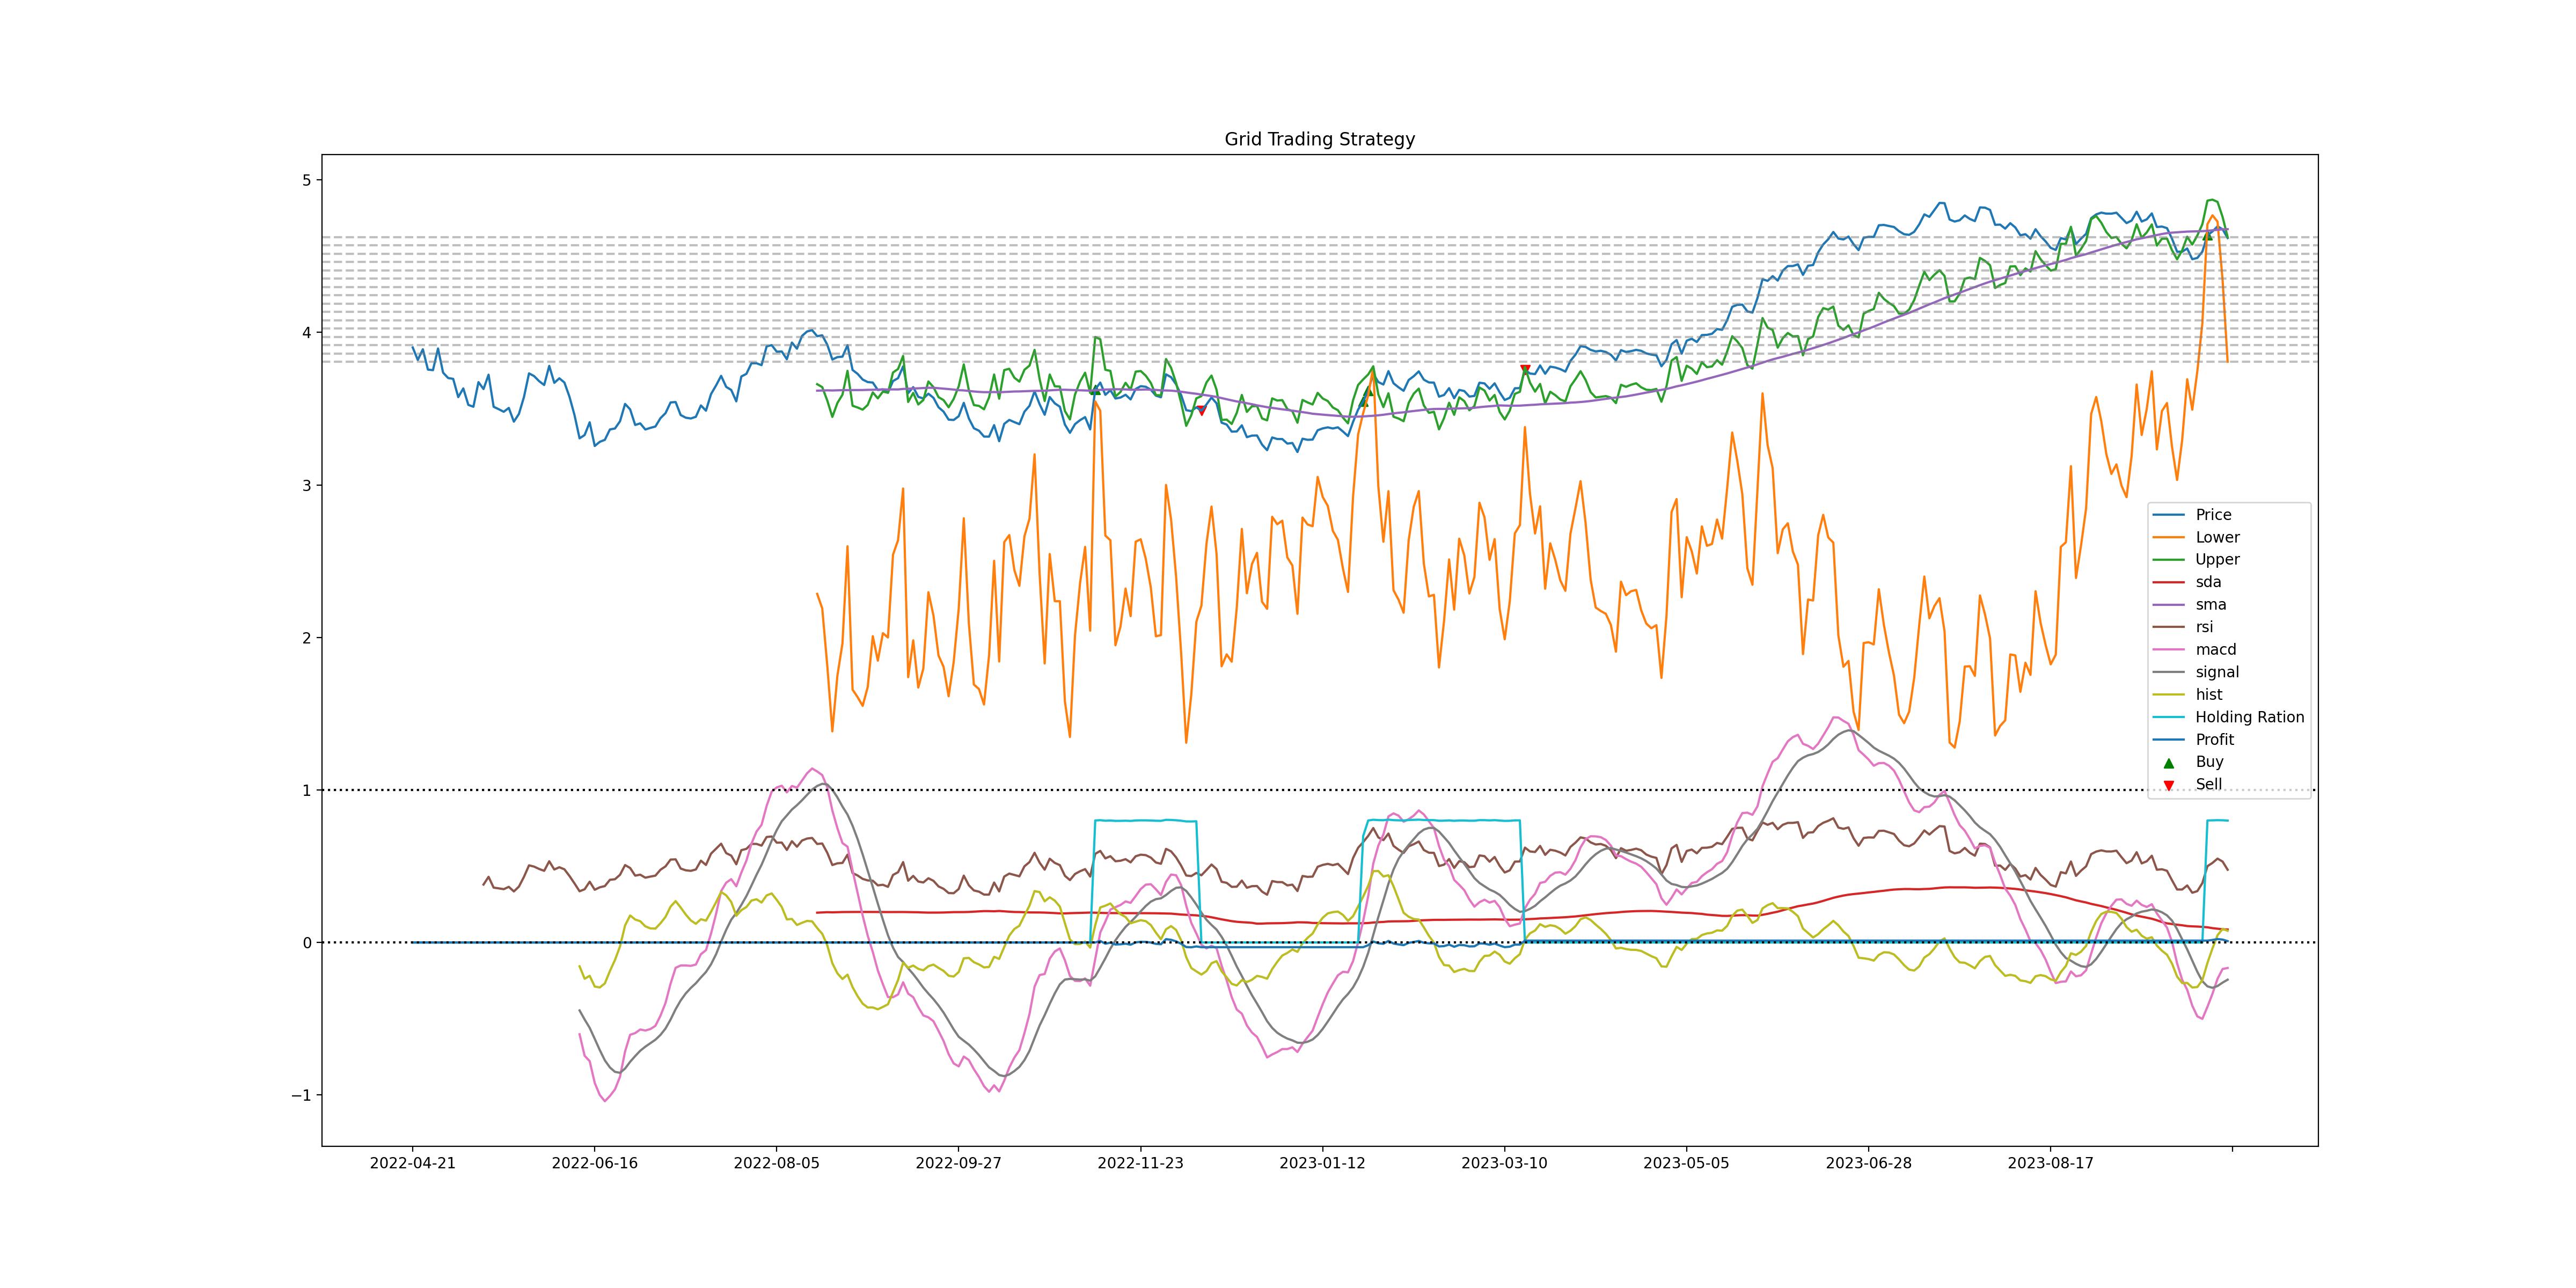 Grid Trading Strategy
5
4
3
2
1
0
−1
Price
Lower
Upper
sda
sma
rsi
macd
signal
hist
Holding Ration
Profit
Buy
Sell
2022-04-21
2022-06-16
2022-08-05
2022-09-27
2022-11-23
2023-01-12
2023-03-10
2023-05-05
2023-06-28
2023-08-17